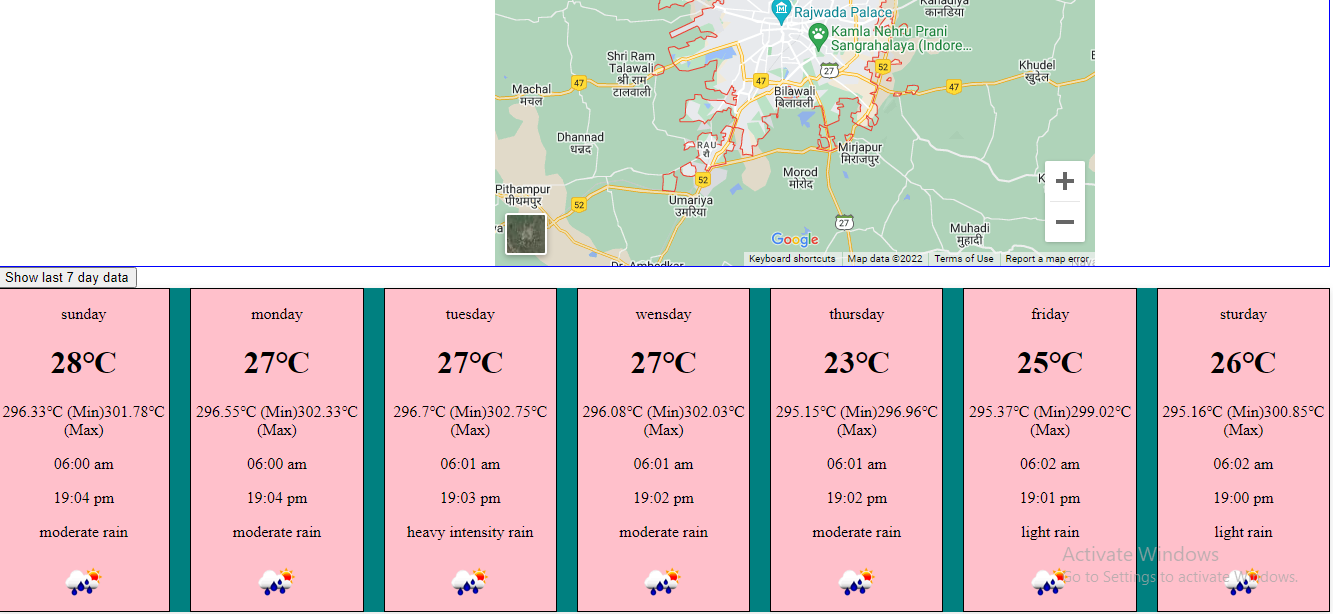 Rajwada Palace
कानडिया
Kamla Nehru Prani
Sangrahalaya (Indore...
Shri Ram
Talawali
श्री राम
टालवाली
27
52
Khudel
खुदेल
47
47
47
Machal
मचल
Bilawali
बिलावली
Dhannad
धन्नद
RAU
रौ
Mirjapur
मिराजपुर
Morod
मोरोद
52
Pithampur
पीथमपुर
52
Umariya
उमरिया
27
Muhadi
मुहादी
Google
Keyboard shortcuts Map data ©2022 Terms of Use Report a map error
Show last 7 day data
sunday monday tuesday wensday thursday friday sturday
28°C 27°C 27°C 27°C 23°C 25°C 26°C
296.33°C (Min)301.78°C 296.55°C (Min)302.33°C 296.7°C (Min)302.75°C 296.08°C (Min)302.03°C 295.15°C (Min)296.96°C 295.37°C (Min)299.02°C 295.16°C (Min)300.85°C
(Max) (Max) (Max) (Max) (Max) (Max) (Max)
06:00 am 06:00 am 06:01 am 06:01 am 06:01 am 06:02 am 06:02 am
19:04 pm 19:04 pm 19:03 pm 19:02 pm 19:02 pm 19:01 pm 19:00 pm
moderate rain moderate rain heavy intensity rain moderate rain moderate rain light rain light rain
Activate Windows
Go to Settings to activate Windows.